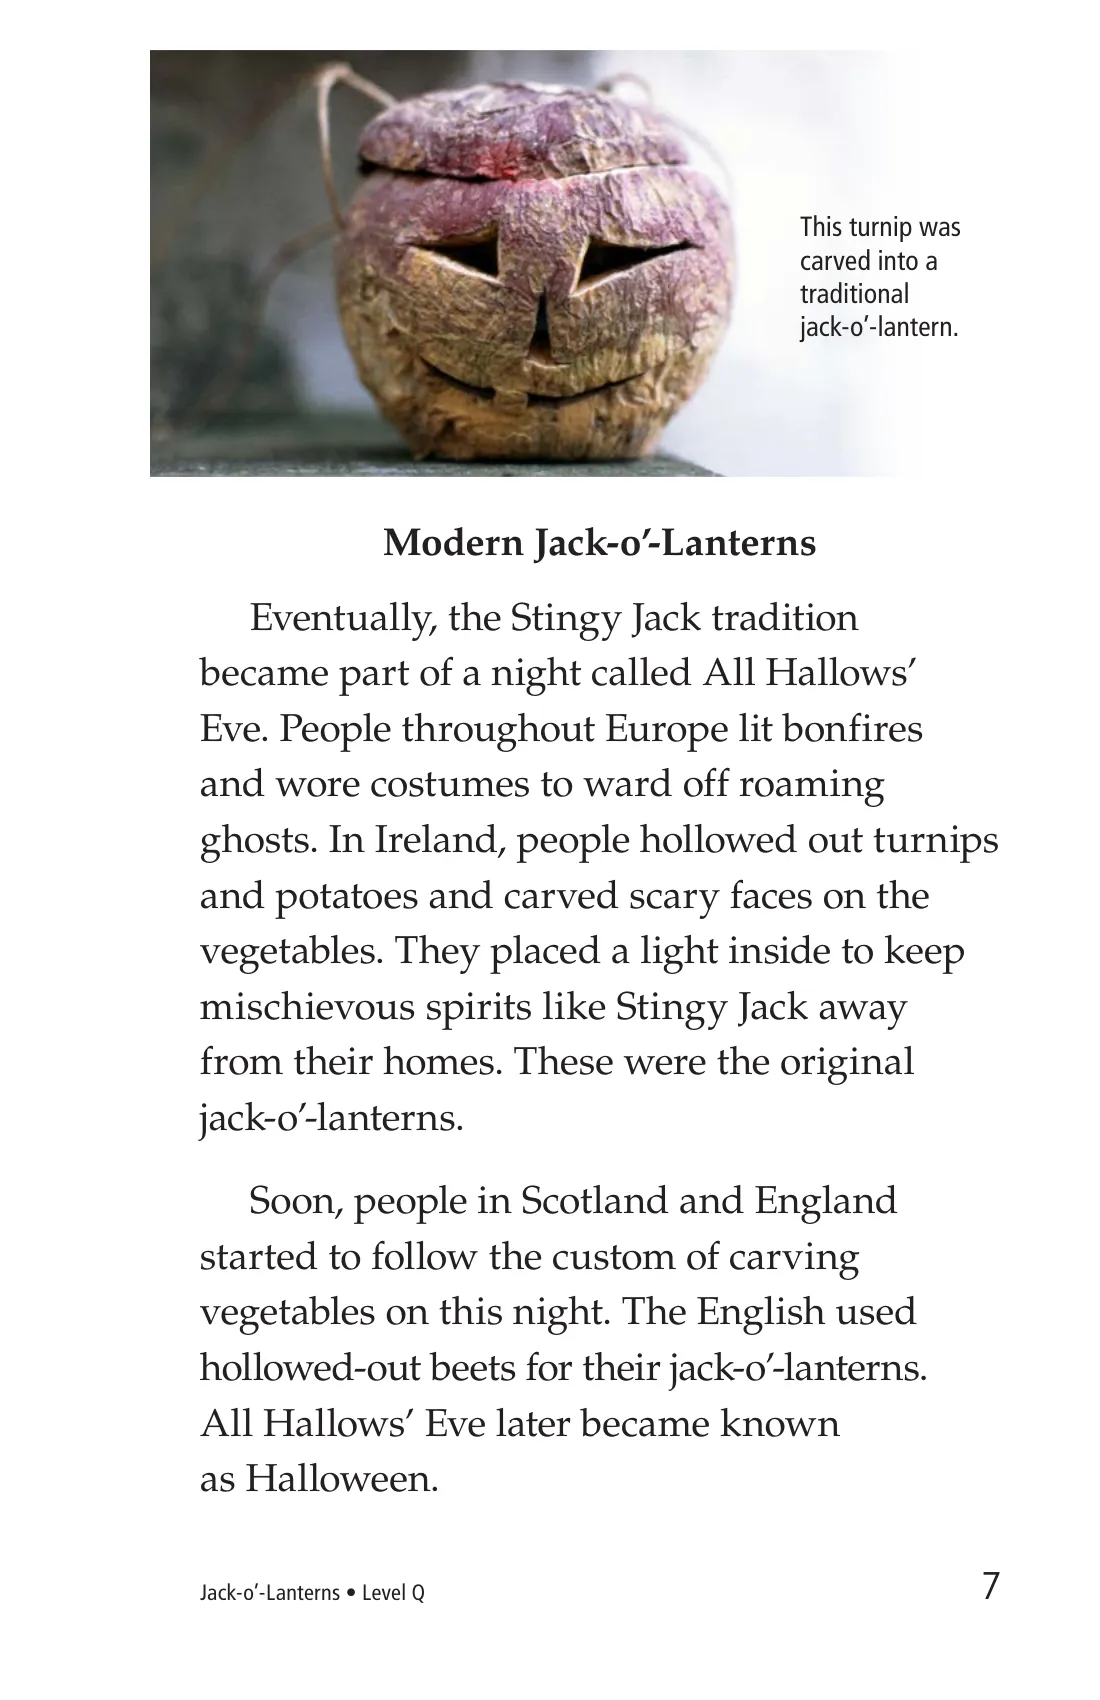 This turnip was
carved into a
traditional
jack-o’-lantern.
Modern Jack-o’-Lanterns
Eventually, the Stingy Jack tradition
became part of a night called All Hallows’
Eve. People throughout Europe lit bonfires
and wore costumes to ward off roaming
ghosts. In Ireland, people hollowed out turnips
and potatoes and carved scary faces on the
vegetables. They placed a light inside to keep
mischievous spirits like Stingy Jack away
from their homes. These were the original
jack-o’-lanterns.
Soon, people in Scotland and England
started to follow the custom of carving
vegetables on this night. The English used
hollowed-out beets for their jack-o’-lanterns.
All Hallows’ Eve later became known
as Halloween.
Jack-o’-Lanterns • Level Q
7